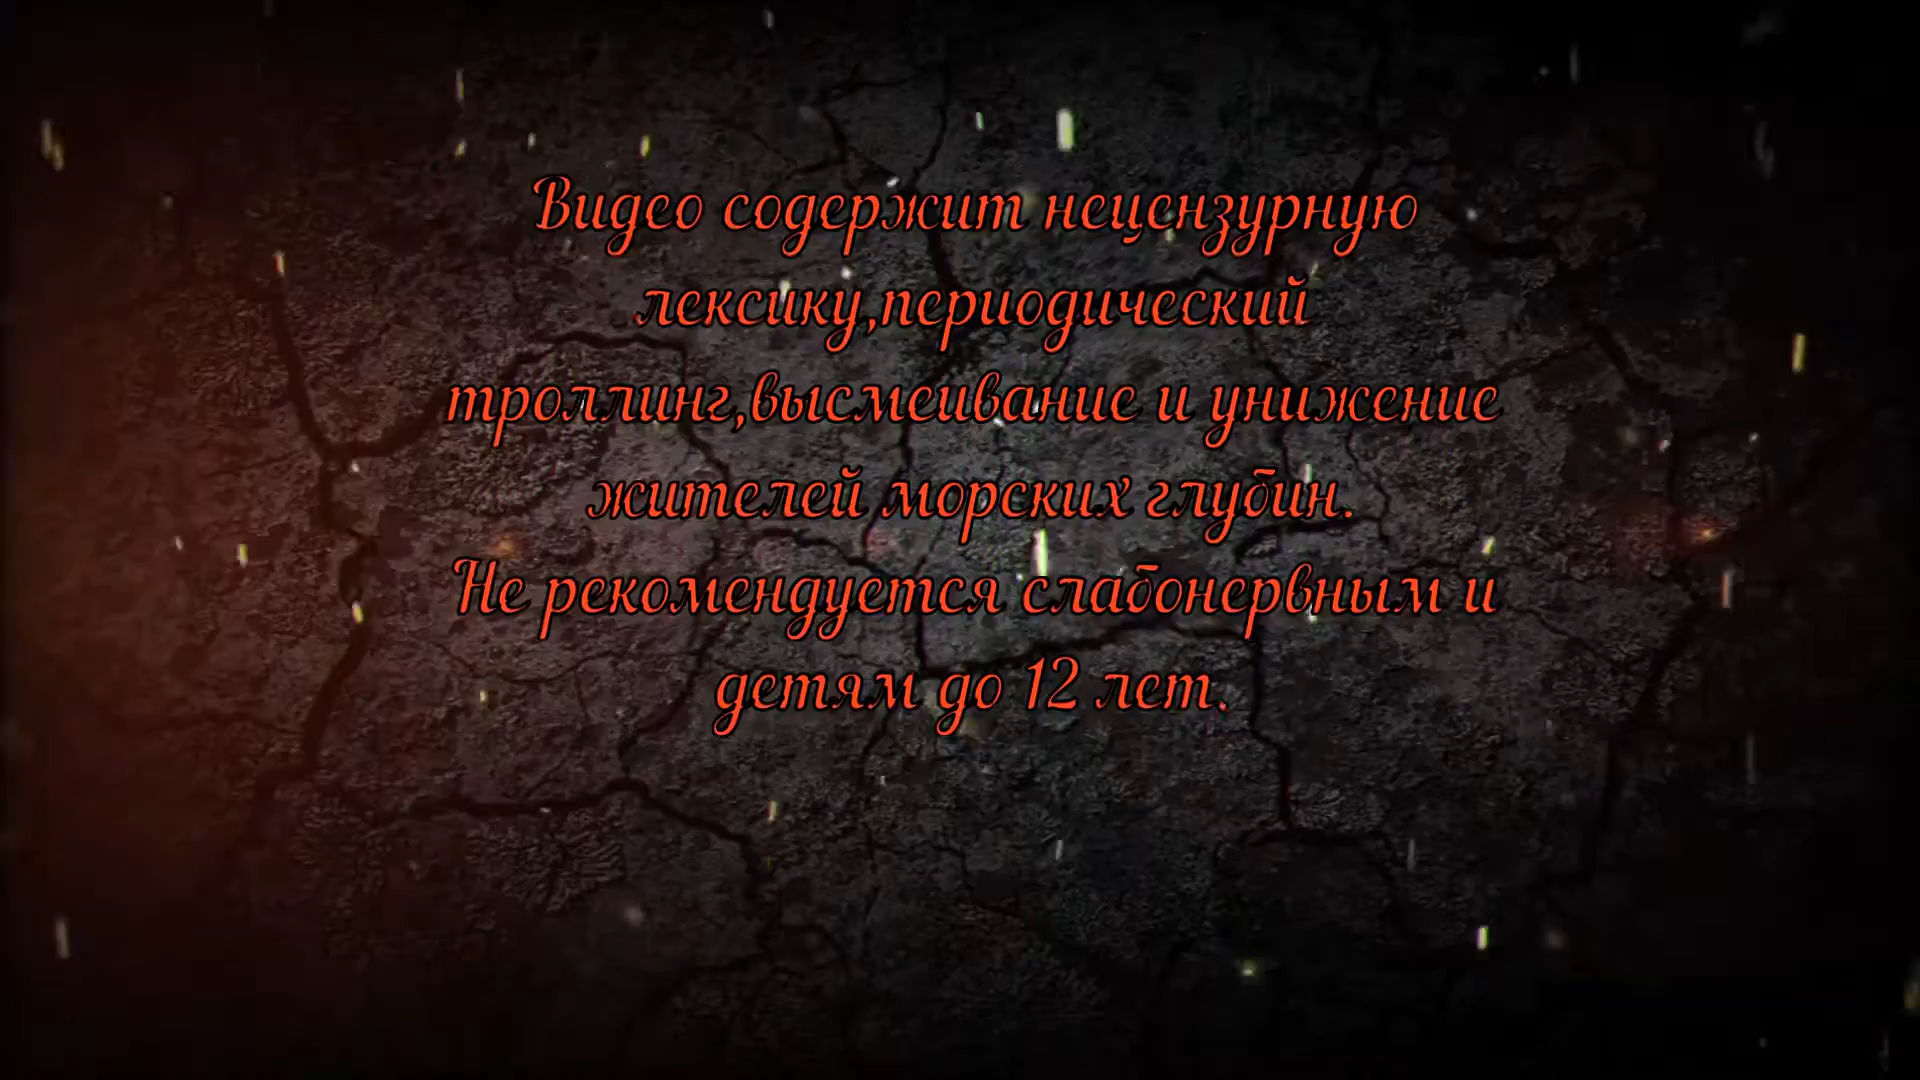 Видео содержит нецензурную
лексику,периодический
троллинг,высмеивание и унижение
жителей морских глубин.
Не рекомендуется слабонервным и
детям до 12 лет.